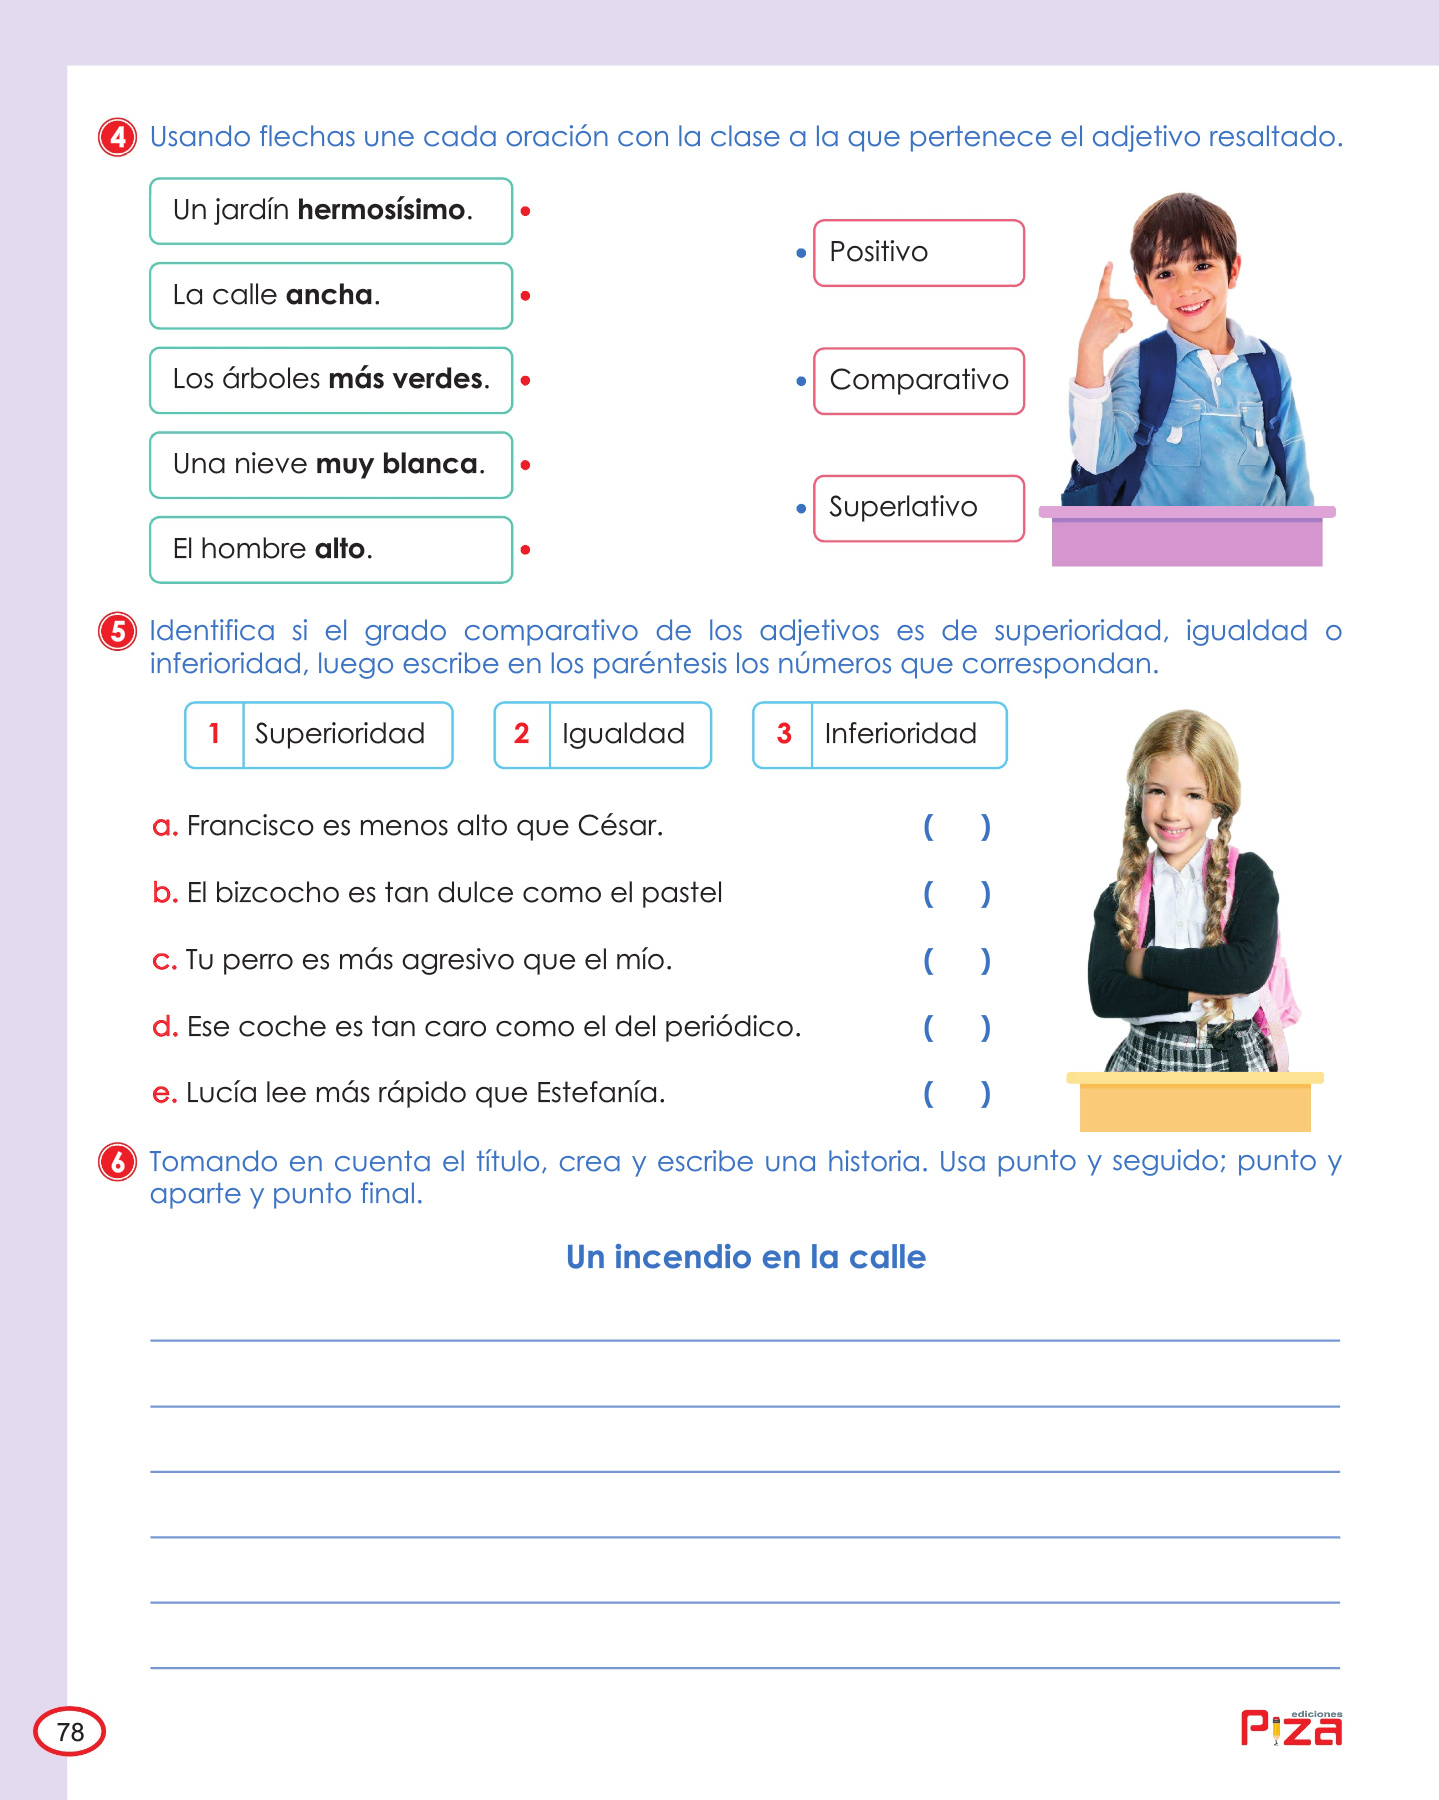 4 Usando flechas une cada oración con la clase a la que pertenece el adjetivo resaltado.
Un jardín hermosísimo.
La calle ancha.
Los árboles más verdes.
Una nieve muy blanca.
El hombre alto.
Positivo
Comparativo
Superlativo
5 Identifica si el grado comparativo de los adjetivos es de superioridad, igualdad o
inferioridad, luego escribe en los paréntesis los números que correspondan.
1 Superioridad 2 Igualdad 3 Inferioridad
a. Francisco es menos alto que César. ( )
b. El bizcocho es tan dulce como el pastel ( )
c. Tu perro es más agresivo que el mío. ( )
d. Ese coche es tan caro como el del periódico. ( )
e. Lucía lee más rápido que Estefanía. ( )
6 Tomando en cuenta el título, crea y escribe una historia. Usa punto y seguido; punto y
aparte y punto final.
Un incendio en la calle
78
ediciones
Piza